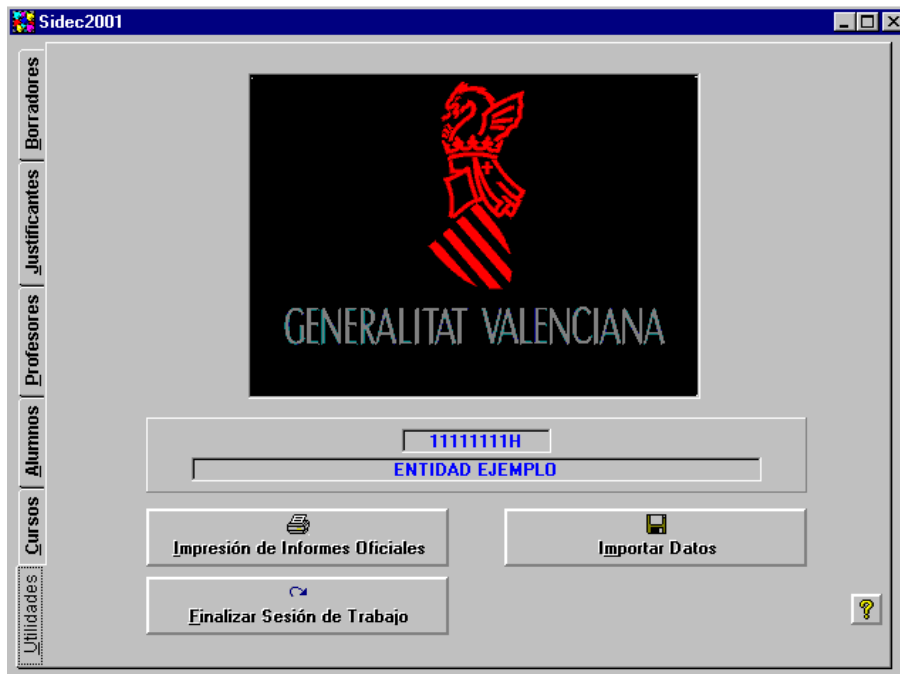 Sidec2001
Borradores
Justificantes
Profesores
Alumnos
Cursos
Utilidades
GENERALITAT VALENCIANA
11111111H
ENTIDAD EJEMPLO
Impresión de Informes Oficiales
Importar Datos
Finalizar Sesión de Trabajo
?